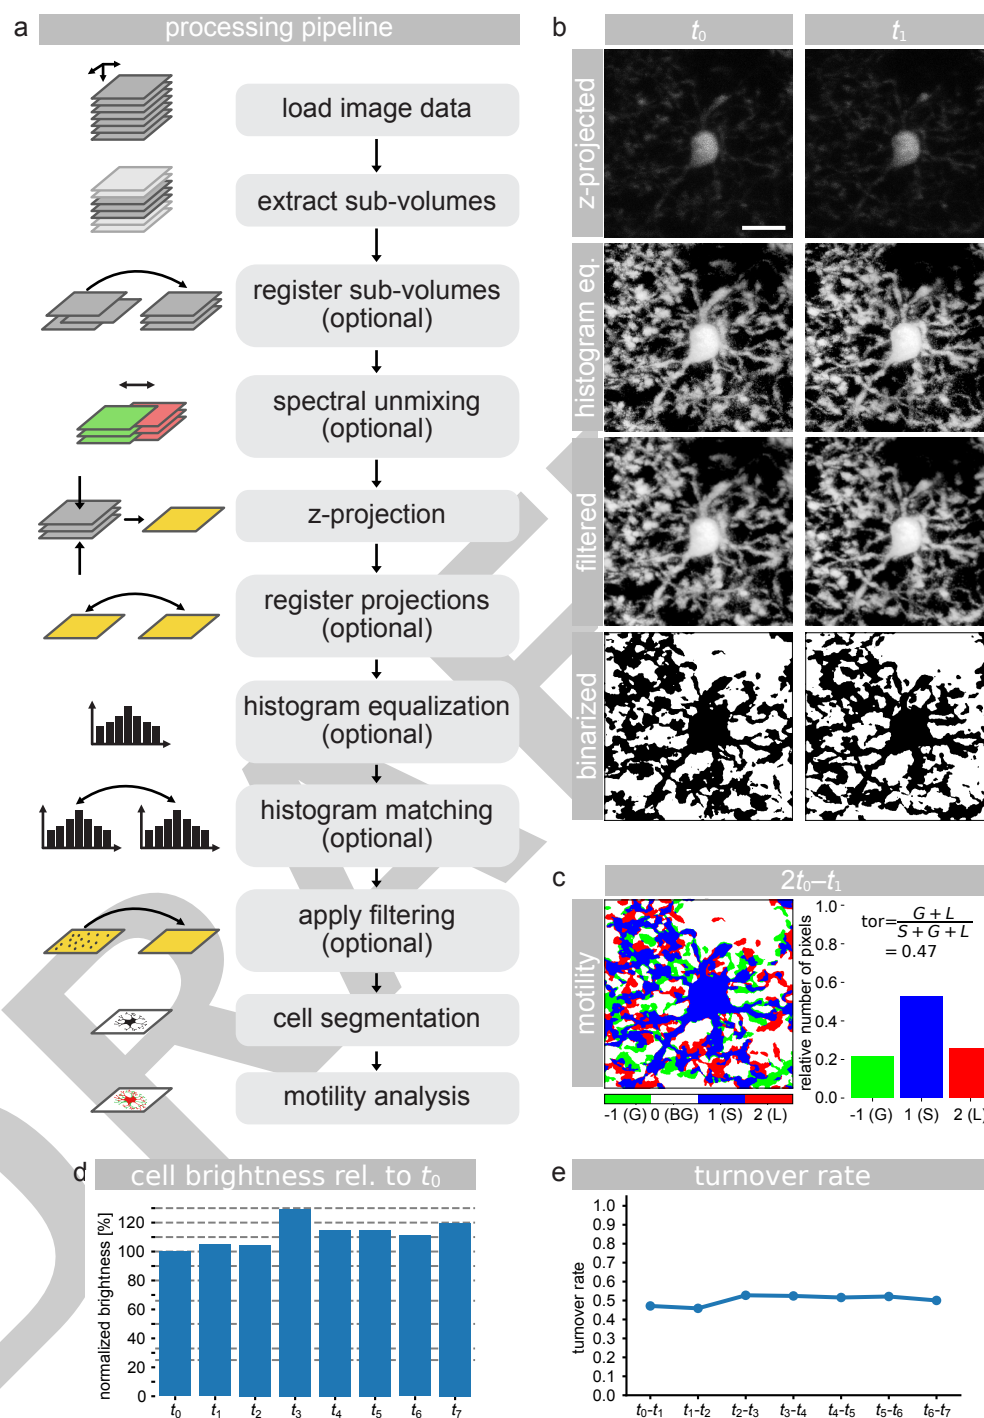 a
processing pipeline
load image data
extract sub-volumes
register sub-volumes
(optional)
spectral unmixing
(optional)
z-projection
register projections
(optional)
histogram equalization
(optional)
histogram matching
(optional)
apply filtering
(optional)
cell segmentation
motility analysis
b
t0
t1
z-projected
histogram eq.
filtered
binarized
c
2t0–t1
motility
-1 (G) 0 (BG) 1 (S) 2 (L)
relative number of pixels
1.0
0.8
0.6
0.4
0.2
0.0
tor= G + L / S + G + L
= 0.47
-1 (G) 1 (S) 2 (L)
d
cell brightness rel. to t0
normalized brightness [%]
120
100
80
60
40
20
0
t0 t1 t2 t3 t4 t5 t6 t7
e
turnover rate
turnover rate
1.0
0.9
0.8
0.7
0.6
0.5
0.4
0.3
0.2
0.1
0.0
t0-t1 t1-t2 t2-t3 t3-t4 t4-t5 t5-t6 t6-t7
DRAFT